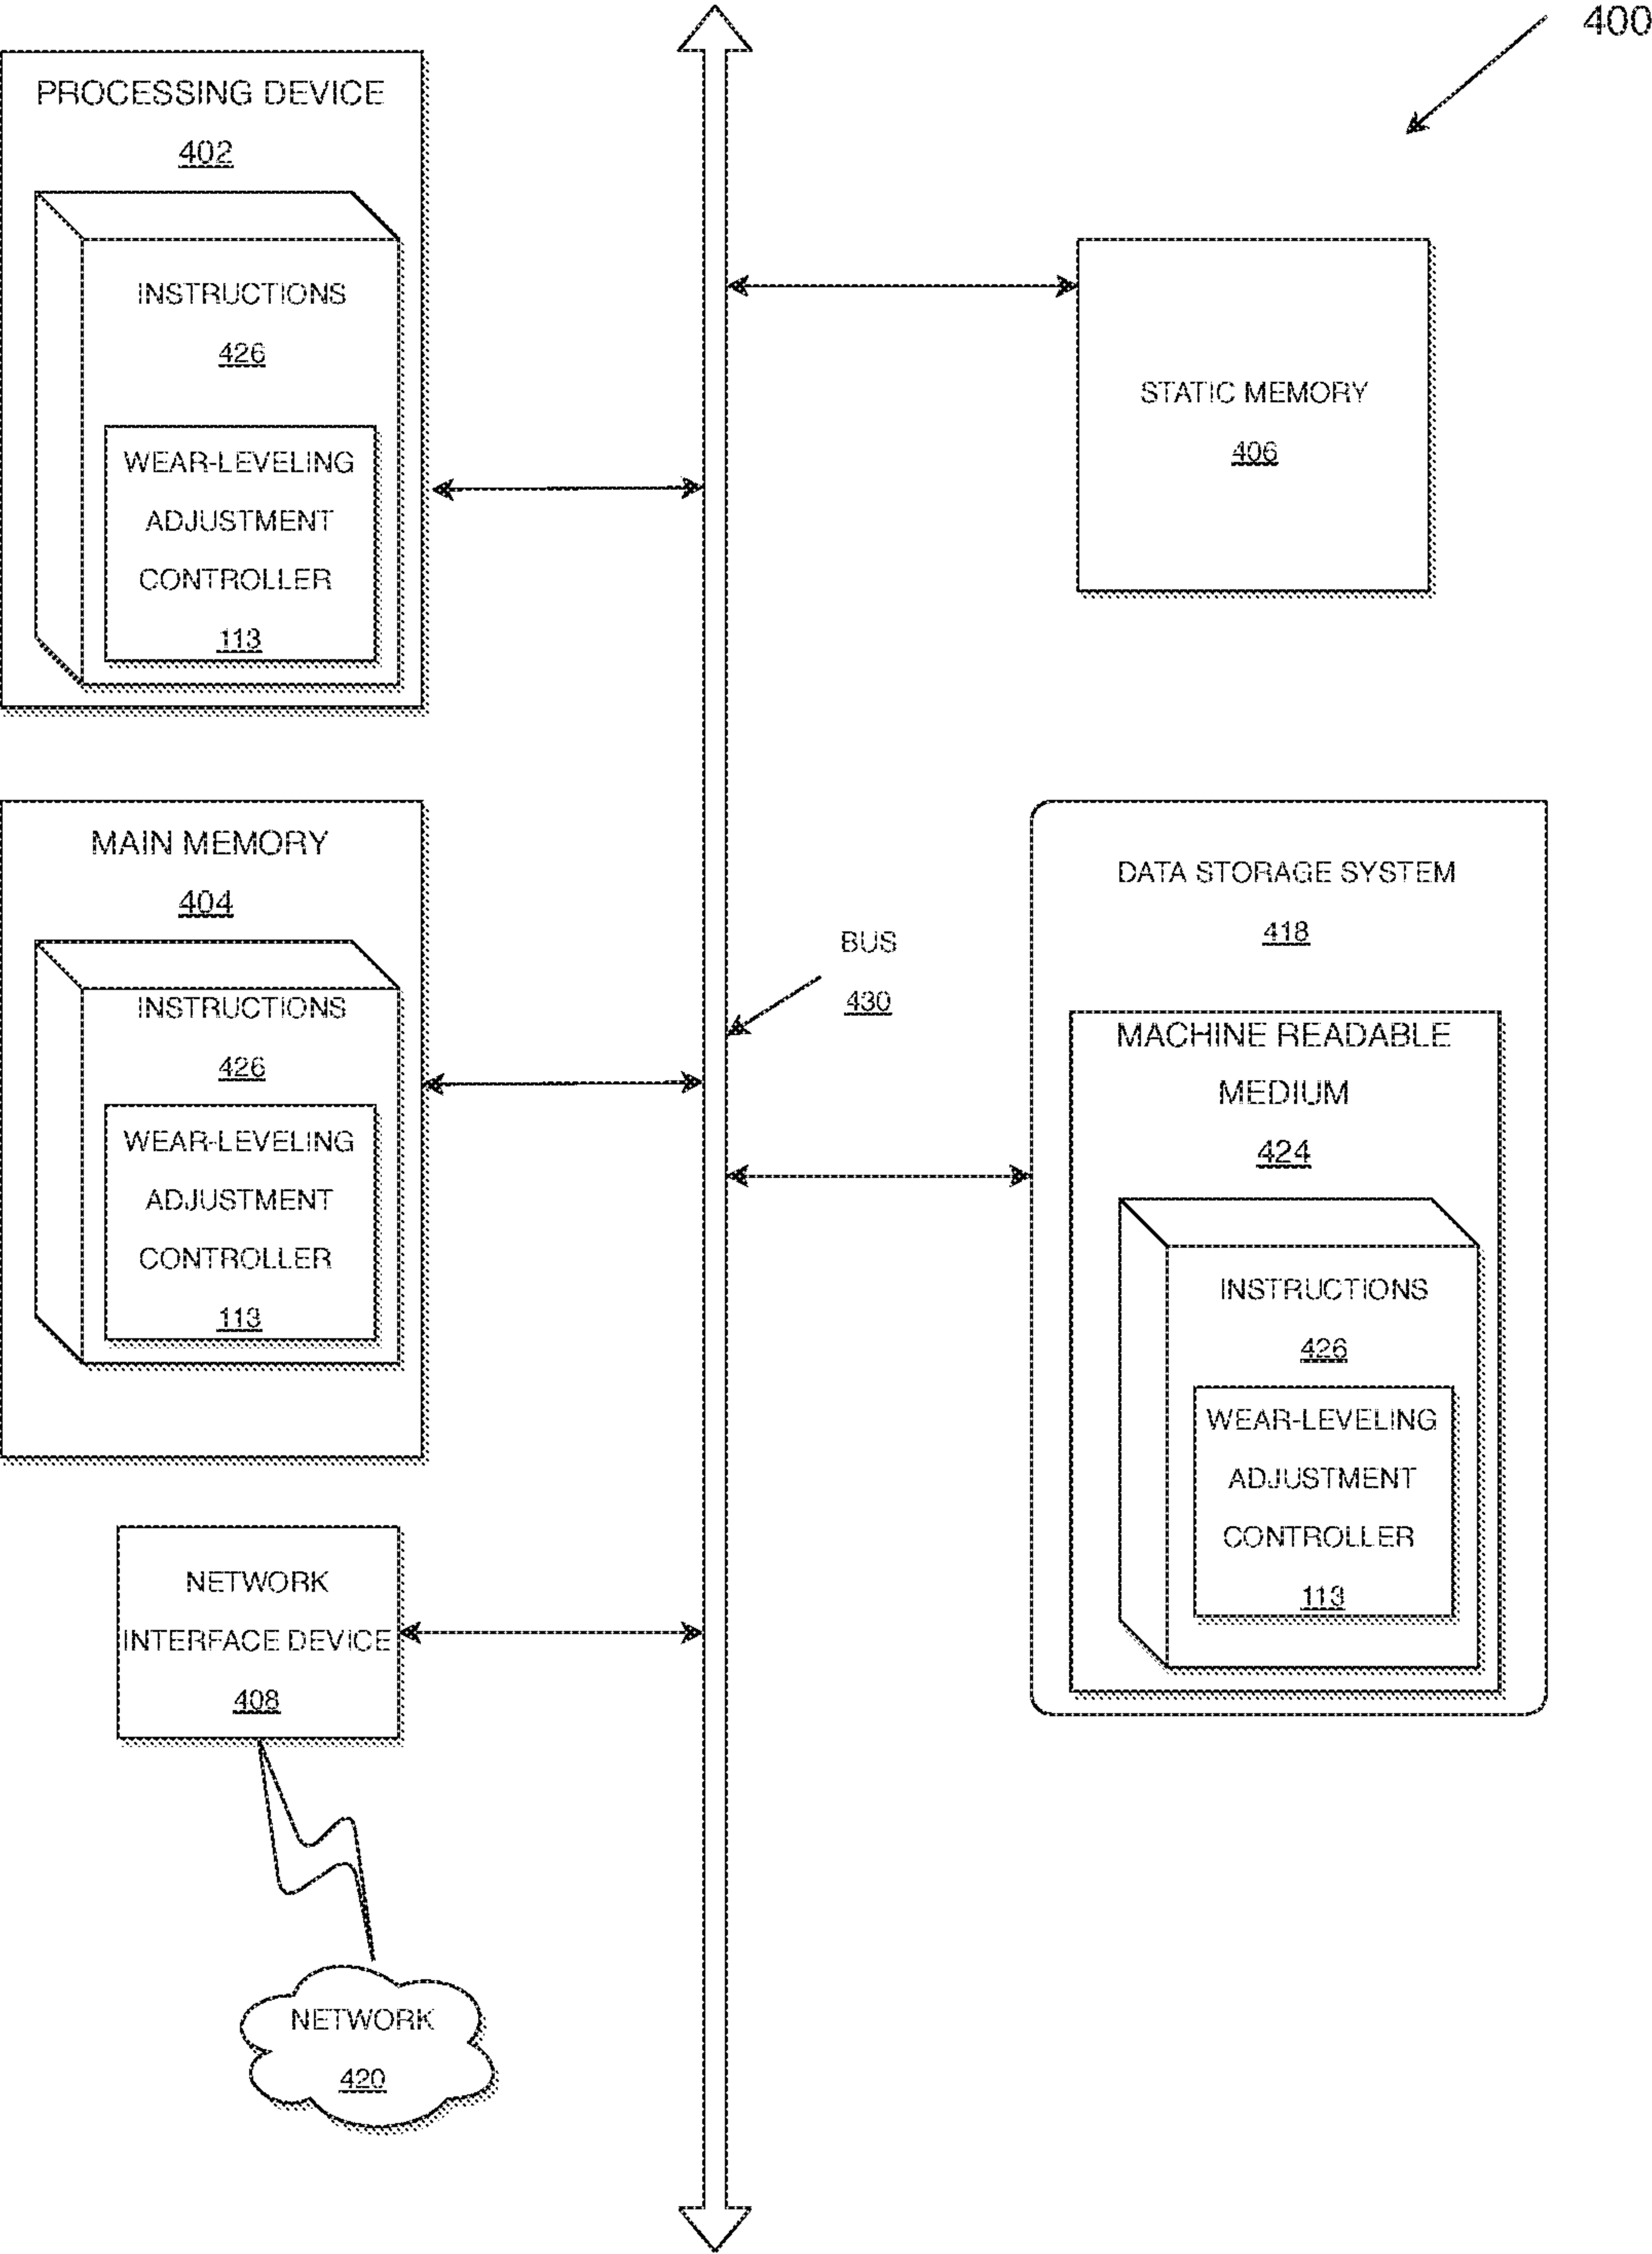 400
PROCESSING DEVICE
402
INSTRUCTIONS
426
WEAR-LEVELING
ADJUSTMENT
CONTROLLER
113
STATIC MEMORY
406
MAIN MEMORY
404
INSTRUCTIONS
426
WEAR-LEVELING
ADJUSTMENT
CONTROLLER
113
BUS
430
DATA STORAGE SYSTEM
418
MACHINE READABLE
MEDIUM
424
INSTRUCTIONS
426
WEAR-LEVELING
ADJUSTMENT
CONTROLLER
113
NETWORK
INTERFACE DEVICE
408
NETWORK
420